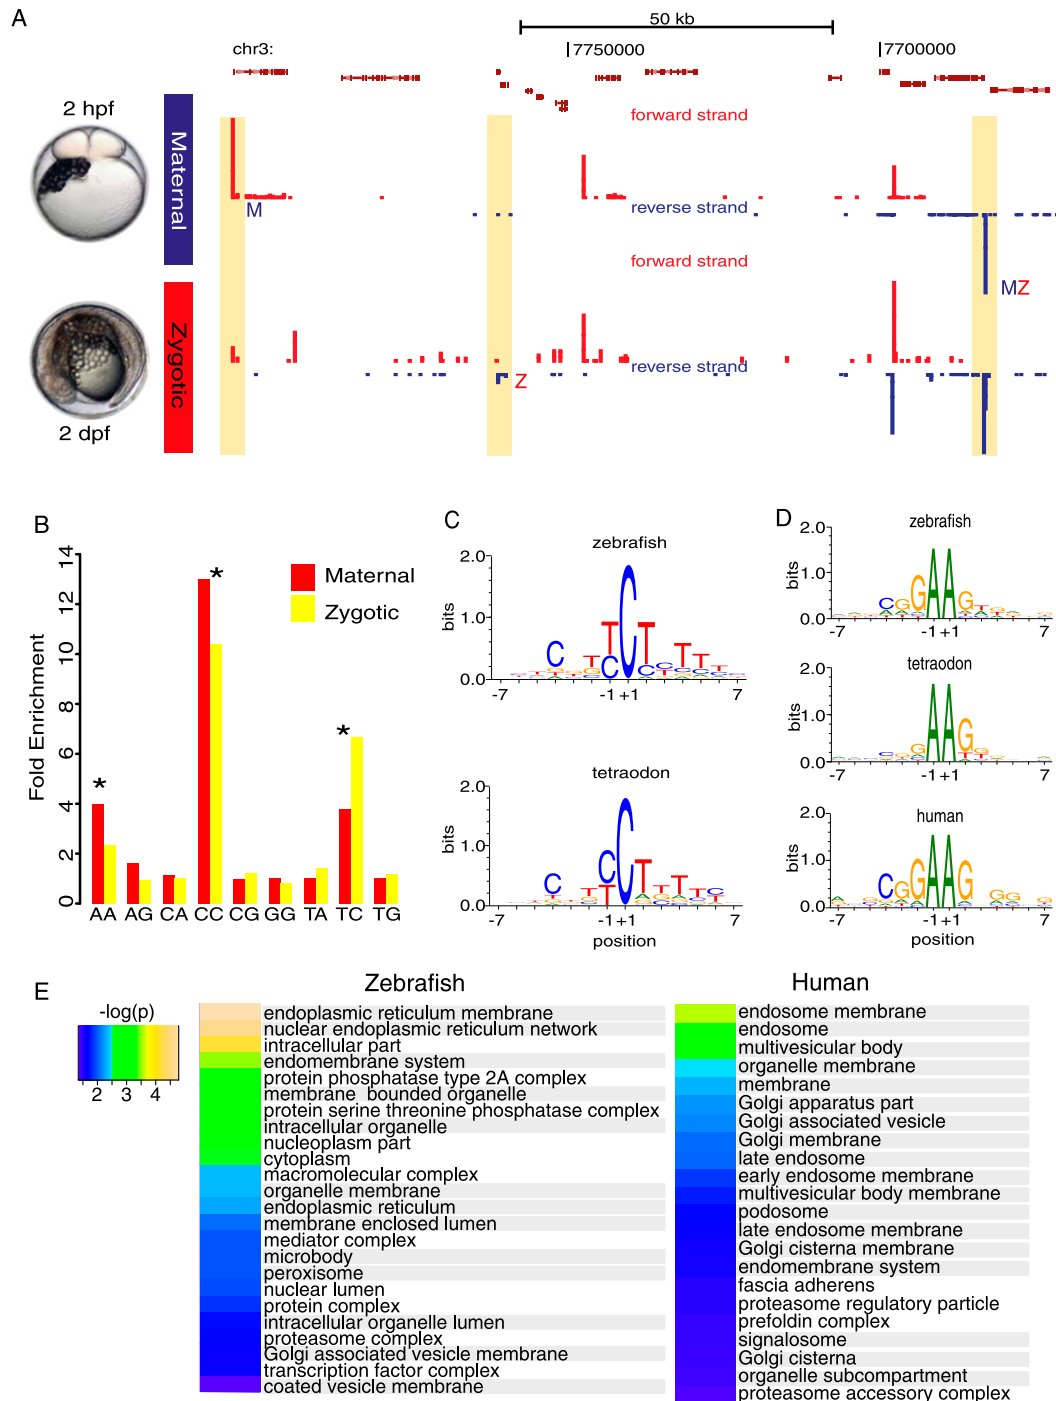 A
50 kb
chr3:
7750000
7700000
2 hpf
Maternal
forward strand
M
reverse strand
forward strand
MZ
Zygotic
reverse strand
Z
2 dpf
B
Fold Enrichment
14
12
10
8
6
4
2
0
*
*
*
Maternal
Zygotic
AA AG CA CC CG GG TA TC TG
C
zebrafish
bits
2.0
1.0
0.0
-7 -1 +1 7
tetraodon
bits
2.0
1.0
0.0
-7 -1 +1 7
position
D
zebrafish
bits
2.0
1.0
0.0
-7 -1 +1 7
tetraodon
bits
2.0
1.0
0.0
-7 -1 +1 7
human
bits
2.0
1.0
0.0
-7 -1 +1 7
position
E
-log(p)
2 3 4
Zebrafish
endoplasmic reticulum membrane
nuclear endoplasmic reticulum network
intracellular part
endomembrane system
protein phosphatase type 2A complex
membrane bounded organelle
protein serine threonine phosphatase complex
intracellular organelle
nucleoplasm part
cytoplasm
macromolecular complex
organelle membrane
endoplasmic reticulum
membrane enclosed lumen
mediator complex
microbody
peroxisome
nuclear lumen
protein complex
intracellular organelle lumen
proteasome complex
Golgi associated vesicle membrane
transcription factor complex
coated vesicle membrane
Human
endosome membrane
endosome
multivesicular body
organelle membrane
membrane
Golgi apparatus part
Golgi associated vesicle
Golgi membrane
late endosome
early endosome membrane
multivesicular body membrane
podosome
late endosome membrane
Golgi cisterna membrane
endomembrane system
fascia adherens
proteasome regulatory particle
prefoldin complex
signalosome
Golgi cisterna
organelle subcompartment
proteasome accessory complex